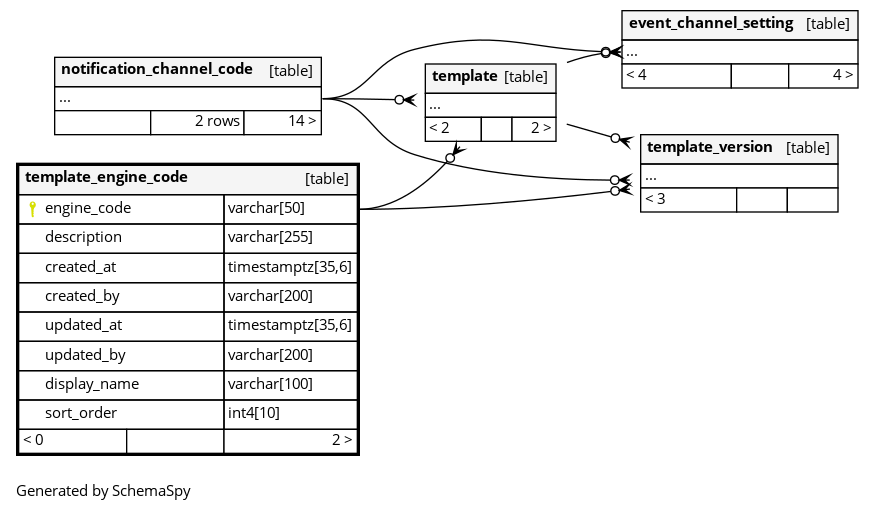 event_channel_setting [table]
...
< 4 4 >
notification_channel_code [table]
...
2 rows 14 >
template [table]
...
< 2 2 >
template_version [table]
...
< 3
template_engine_code [table]
engine_code varchar[50]
description varchar[255]
created_at timestamptz[35,6]
created_by varchar[200]
updated_at timestamptz[35,6]
updated_by varchar[200]
display_name varchar[100]
sort_order int4[10]
< 0 2 >
Generated by SchemaSpy